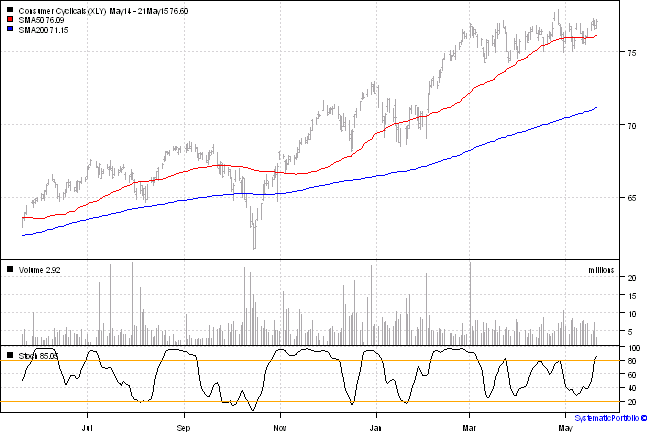 Consumer Cyclicals (XLY) May14 - 21May15 76.69
SMA50 76.09
SMA200 71.15
75
70
65
Volume 2.92
millions
20
15
10
5
Stoch 85.05
100
80
60
40
20
Jul Sep Nov Jan Mar May
SystematicPortfolio ©